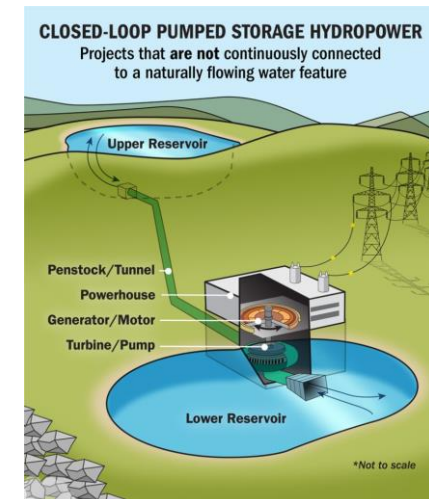 CLOSED-LOOP PUMPED STORAGE HYDROPOWER
Projects that are not continuously connected
to a naturally flowing water feature
Upper Reservoir
Penstock/Tunnel
Powerhouse
Generator/Motor
Turbine/Pump
Lower Reservoir
*Not to scale